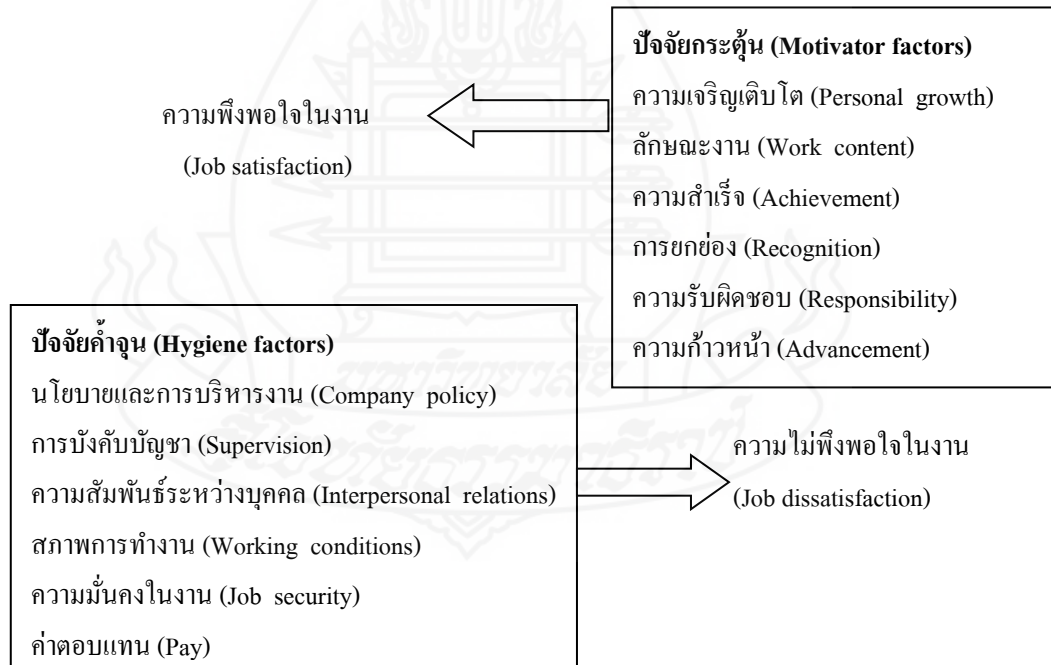 ปัจจัยกระตุ้น (Motivator factors)
ความเจริญเติบโต (Personal growth)
ลักษณะงาน (Work content)
ความสำเร็จ (Achievement)
การยกย่อง (Recognition)
ความรับผิดชอบ (Responsibility)
ความก้าวหน้า (Advancement)
ความพึงพอใจในงาน
(Job satisfaction)
ปัจจัยค้ำจุน (Hygiene factors)
นโยบายและการบริหารงาน (Company policy)
การบังคับบัญชา (Supervision)
ความสัมพันธ์ระหว่างบุคคล (Interpersonal relations)
สภาพการทำงาน (Working conditions)
ความมั่นคงในงาน (Job security)
ค่าตอบแทน (Pay)
ความไม่พึงพอใจในงาน
(Job dissatisfaction)